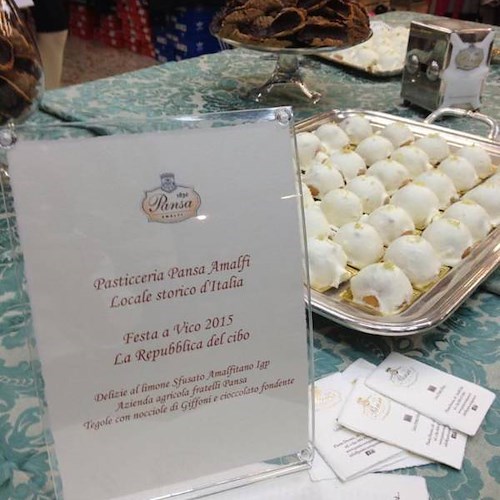 1830
Pansa
AMALFI
Pasticceria Pansa Amalfi
Locale storico d'Italia
Festa a Vico 2015
La Repubblica del cibo
Delizie al limone Sfusato Amalfitano Igp
Azienda agricola fratelli Pansa
Tegole con nocciole di Giffoni e cioccolato fondente